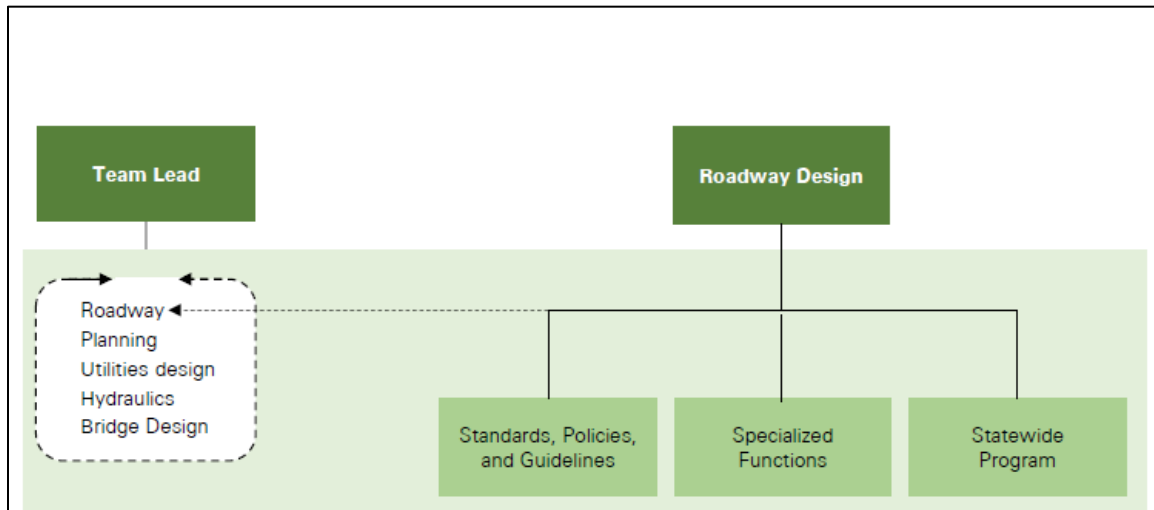 Team Lead
Roadway Design
Roadway
Planning
Utilities design
Hydraulics
Bridge Design
Standards, Policies,
and Guidelines
Specialized
Functions
Statewide
Program